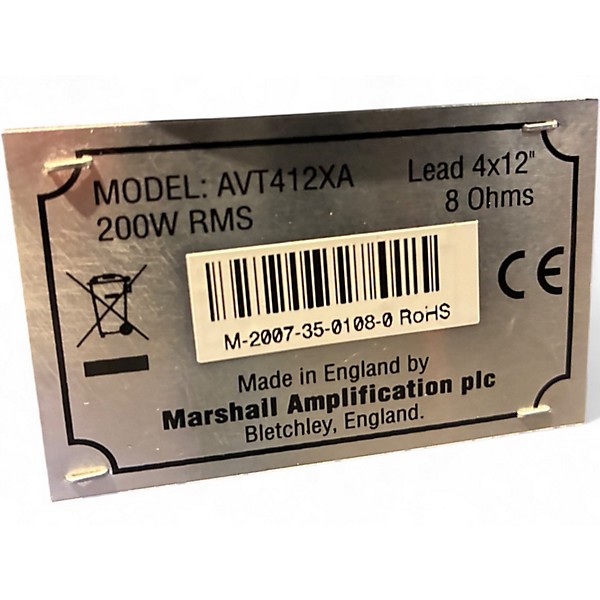 MODEL: AVT412XA Lead 4x12"
200W RMS 8 Ohms
CE
M-2007-35-0108-0 RoHS
Made in England by
Marshall Amplification plc
Bletchley, England.